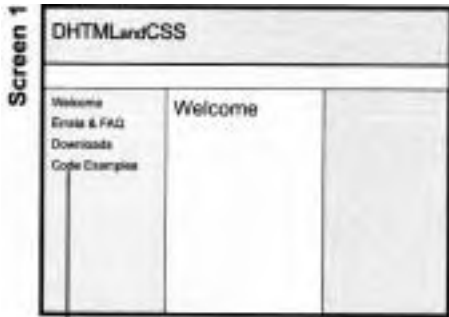 Screen 1
DHTMLandCSS
Welcome
Errata & FAQ
Downloads
Code Examples
Welcome